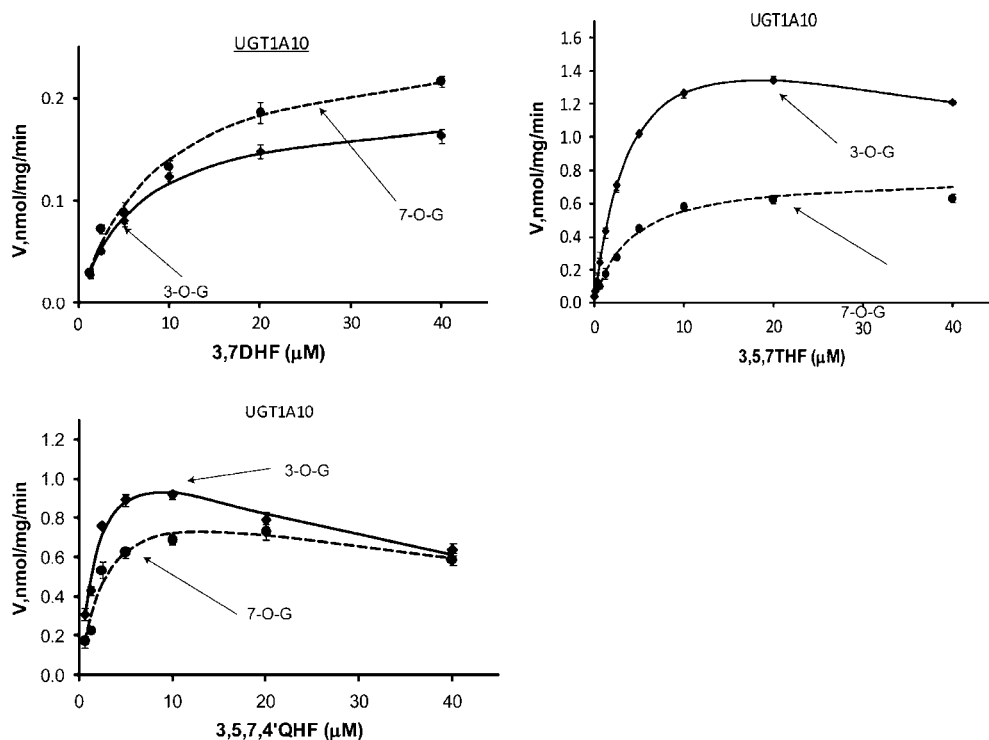 UGT1A10
V,nmol/mg/min
0.2
0.1
0.0
7-O-G
3-O-G
0 10 20 30 40
3,7DHF (μM)
UGT1A10
V,nmol/mg/min
1.6
1.4
1.2
1.0
0.8
0.6
0.4
0.2
0.0
3-O-G
7-O-G
0 10 20 30 40
3,5,7THF (μM)
UGT1A10
V,nmol/mg/min
1.2
1.0
0.8
0.6
0.4
0.2
0.0
3-O-G
7-O-G
0 10 20 30 40
3,5,7,4'QHF (μM)